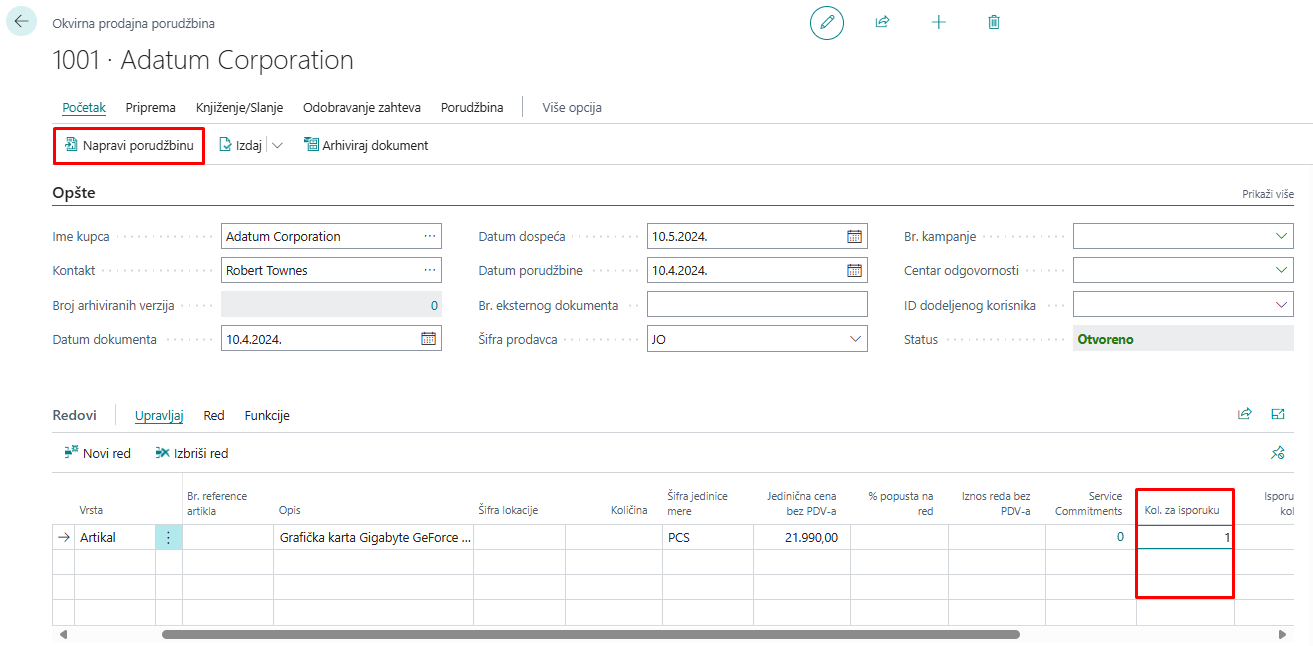 Okvirna prodajna porudžbina
1001 · Adatum Corporation
Početak Priprema Knjiženje/Slanje Odobravanje zahteva Porudžbina Više opcija
Napravi porudžbinu Izdaj Arhiviraj dokument
Opšte Prikaži više
Ime kupca Adatum Corporation Datum dospeća 10.5.2024. Br. kampanje
Kontakt Robert Townes Datum porudžbine 10.4.2024. Centar odgovornosti
Broj arhiviranih verzija 0 Br. eksternog dokumenta ID dodeljenog korisnika
Datum dokumenta 10.4.2024. Šifra prodavca JO Status Otvoreno
Redovi Upravljaj Red Funkcije
Novi red Izbriši red
Vrsta Br. reference artikla Opis Šifra lokacije Količina Šifra jedinice mere Jedinična cena bez PDV-a % popusta na red Iznos reda bez PDV-a Service Commitments Kol. za isporuku Isporu kol
Artikal Grafička karta Gigabyte GeForce ... PCS 21.990,00 0 1